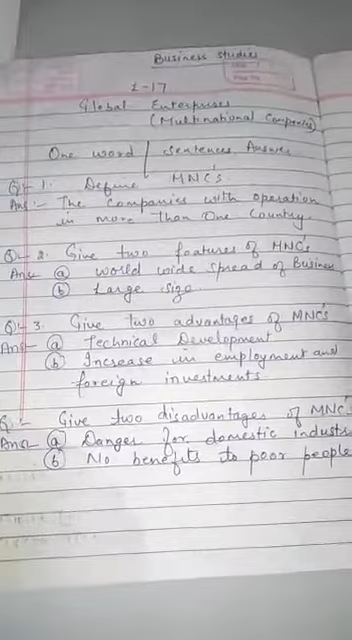 Business studies
L-17
Global Enterprises
(Multinational Companies)
One word / sentences Answer
Q:- 1. Define MNC's
Ans:- The Companies with operation
in more than One Country.
Q:- 2. Give two features of MNC's
Ans:- (a) world wide spread of Business
(b) Large size.
Q:- 3. Give two advantages of MNC's
Ans:- (a) Technical Development
(b) Increase in employment and
foreign investments
Q:- Give two disadvantages of MNC's
Ans:- (a) Danger for domestic industr
(b) No benefits to poor people